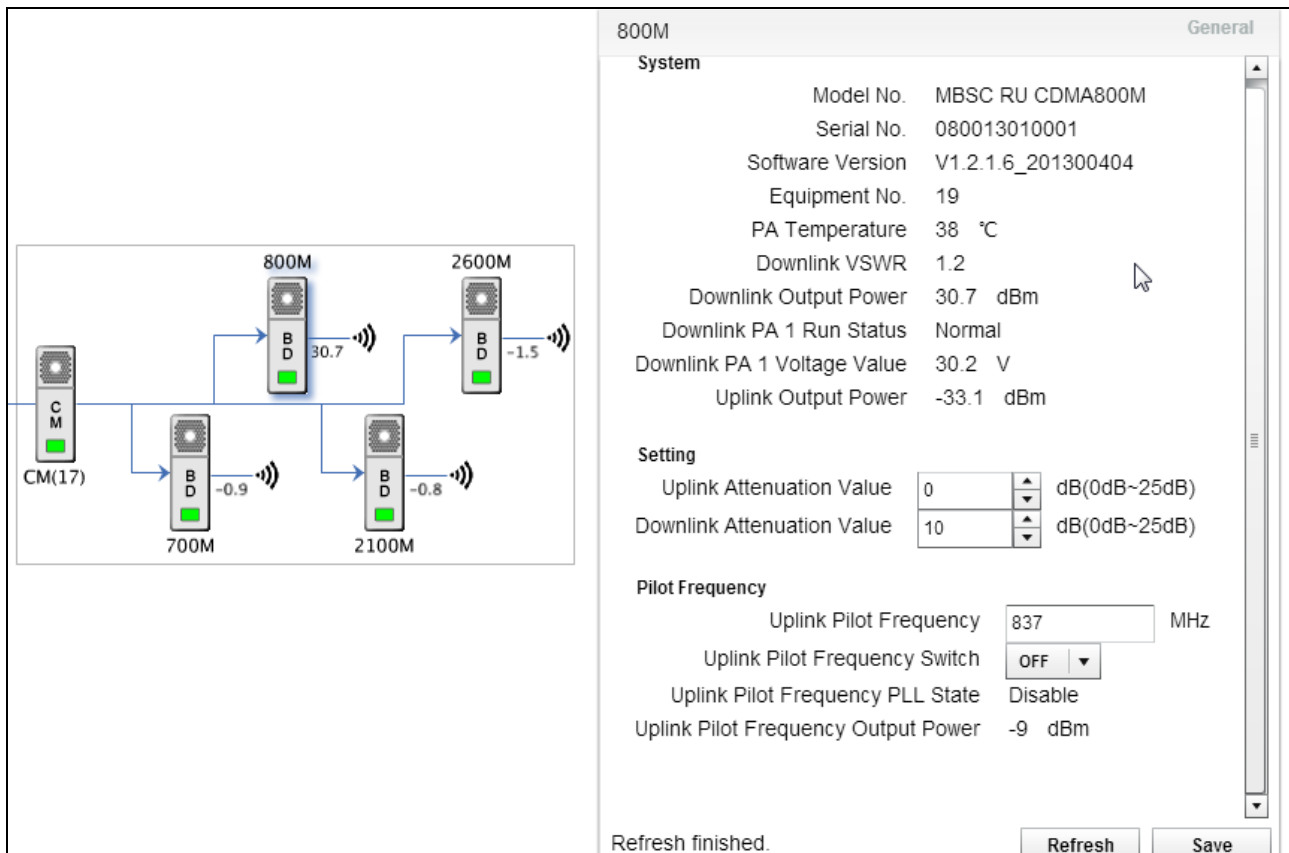 800M
2600M
B
D
30.7
B
D
-1.5
C
M
CM(17)
B
D
-0.9
B
D
-0.8
700M
2100M
800M General
System
Model No. MBSC RU CDMA800M
Serial No. 080013010001
Software Version V1.2.1.6_201300404
Equipment No. 19
PA Temperature 38 ℃
Downlink VSWR 1.2
Downlink Output Power 30.7 dBm
Downlink PA 1 Run Status Normal
Downlink PA 1 Voltage Value 30.2 V
Uplink Output Power -33.1 dBm
Setting
Uplink Attenuation Value 0 dB(0dB~25dB)
Downlink Attenuation Value 10 dB(0dB~25dB)
Pilot Frequency
Uplink Pilot Frequency 837 MHz
Uplink Pilot Frequency Switch OFF
Uplink Pilot Frequency PLL State Disable
Uplink Pilot Frequency Output Power -9 dBm
Refresh finished. Refresh Save